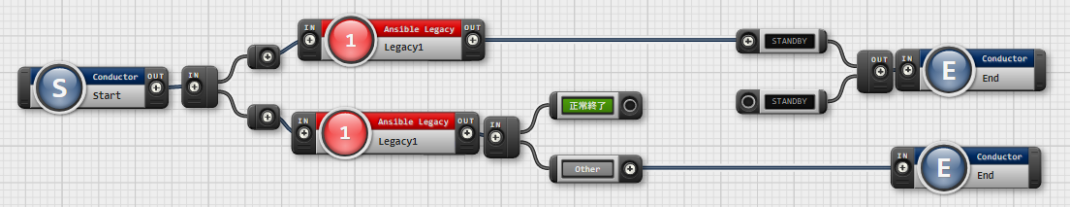 IN
Ansible Legacy
OUT
1
Legacy1
STANDBY
S
Conductor
OUT
Start
IN
OUT
IN
E
Conductor
End
STANDBY
IN
1
Ansible Legacy
OUT
Legacy1
IN
正常終了
Other
IN
E
Conductor
End